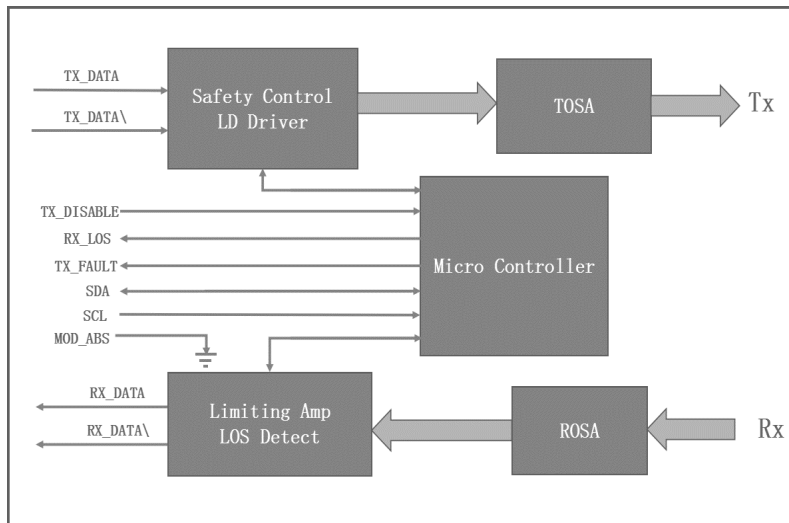 TX_DATA
TX_DATA\
Safety Control
LD Driver
TOSA
Tx
TX_DISABLE
RX_LOS
TX_FAULT
SDA
SCL
MOD_ABS
Micro Controller
RX_DATA
RX_DATA\
Limiting Amp
LOS Detect
ROSA
Rx